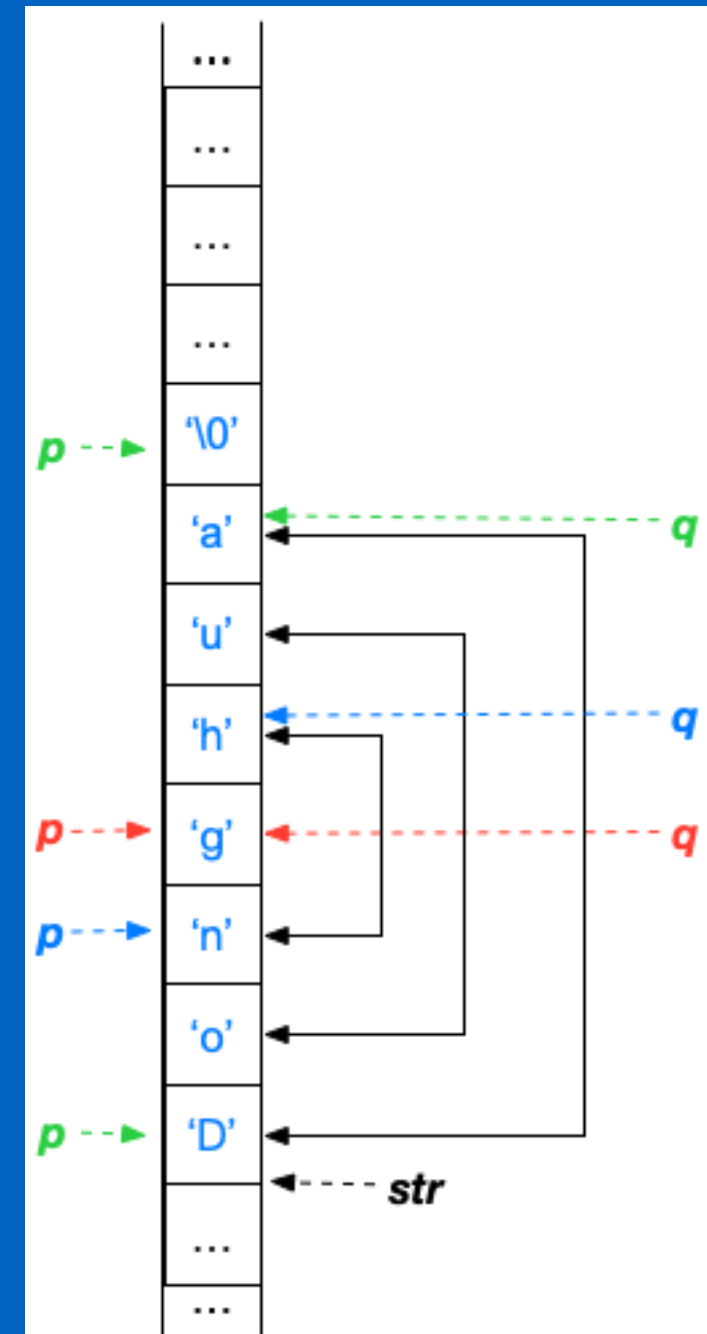 ...
...
...
...
p ‘\0’
‘a’ q
‘u’
‘h’ q
p ‘g’ q
p ‘n’
‘o’
p ‘D’
str
...
...